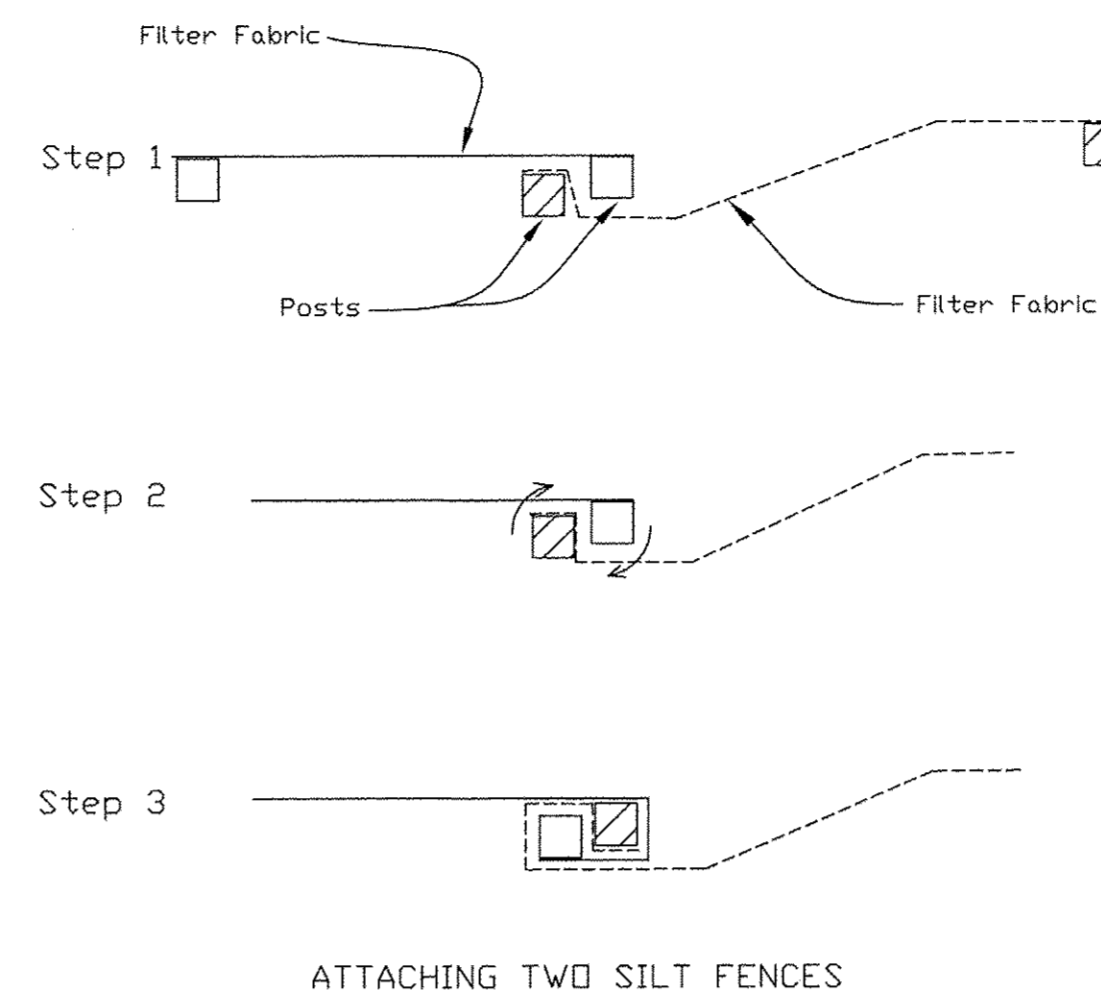 Filter Fabric
Step 1
Posts
Filter Fabric
Step 2
Step 3
ATTACHING TWO SILT FENCES